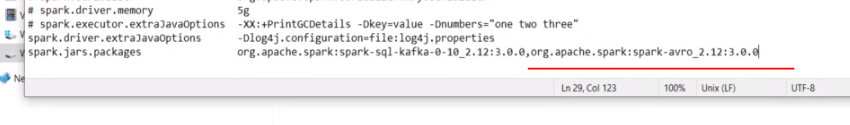 # spark.driver.memory 5g
# spark.executor.extraJavaOptions -XX:+PrintGCDetails -Dkey=value -Dnumbers="one two three"
spark.driver.extraJavaOptions -Dlog4j.configuration=file:log4j.properties
spark.jars.packages org.apache.spark:spark-sql-kafka-0-10_2.12:3.0.0,org.apache.spark:spark-avro_2.12:3.0.0
Ln 29, Col 123 100% Unix (LF) UTF-8